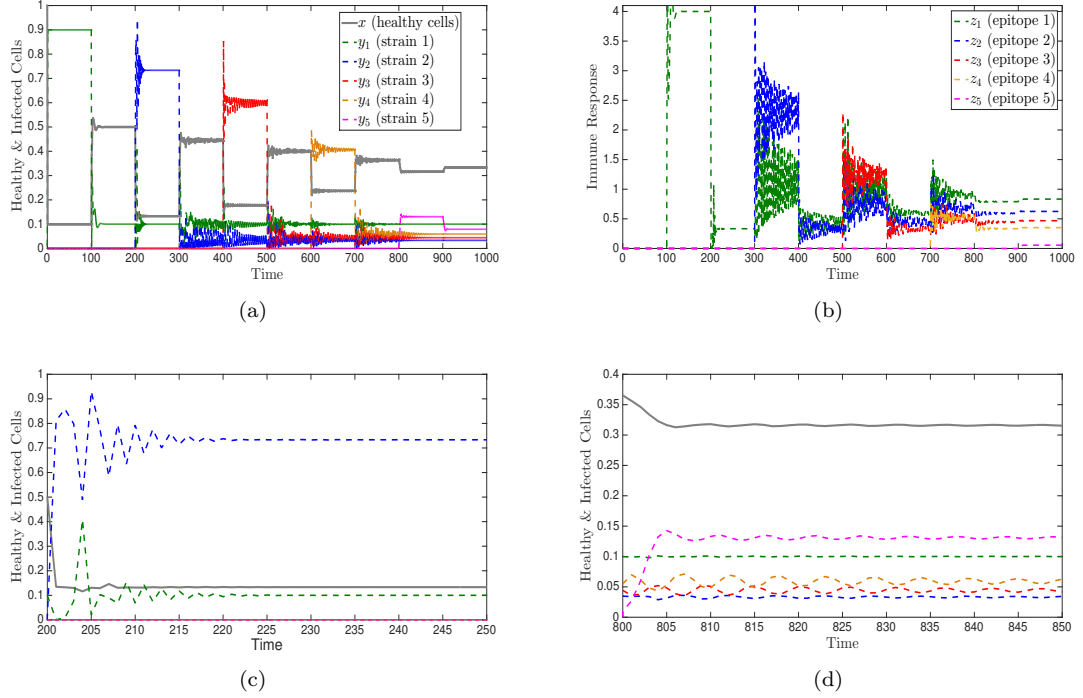 1
0.9
0.8
0.7
0.6
0.5
0.4
0.3
0.2
0.1
0
Healthy & Infected Cells
x (healthy cells)
y₁ (strain 1)
y₂ (strain 2)
y₃ (strain 3)
y₄ (strain 4)
y₅ (strain 5)
0 100 200 300 400 500 600 700 800 900 1000
Time
(a)
4
3.5
3
2.5
2
1.5
1
0.5
0
Immune Response
z₁ (epitope 1)
z₂ (epitope 2)
z₃ (epitope 3)
z₄ (epitope 4)
z₅ (epitope 5)
0 100 200 300 400 500 600 700 800 900 1000
Time
(b)
1
0.9
0.8
0.7
0.6
0.5
0.4
0.3
0.2
0.1
0
Healthy & Infected Cells
200 205 210 215 220 225 230 235 240 245 250
Time
(c)
0.4
0.35
0.3
0.25
0.2
0.15
0.1
0.05
0
Healthy & Infected Cells
800 805 810 815 820 825 830 835 840 845 850
Time
(d)